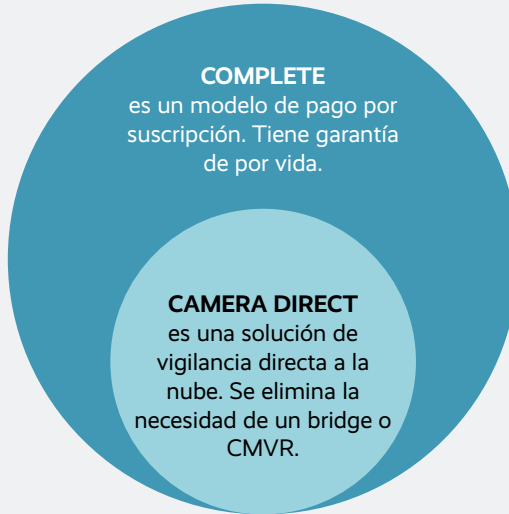 COMPLETE
es un modelo de pago por
suscripción. Tiene garantía
de por vida.
CAMERA DIRECT
es una solución de
vigilancia directa a la
nube. Se elimina la
necesidad de un bridge o
CMVR.